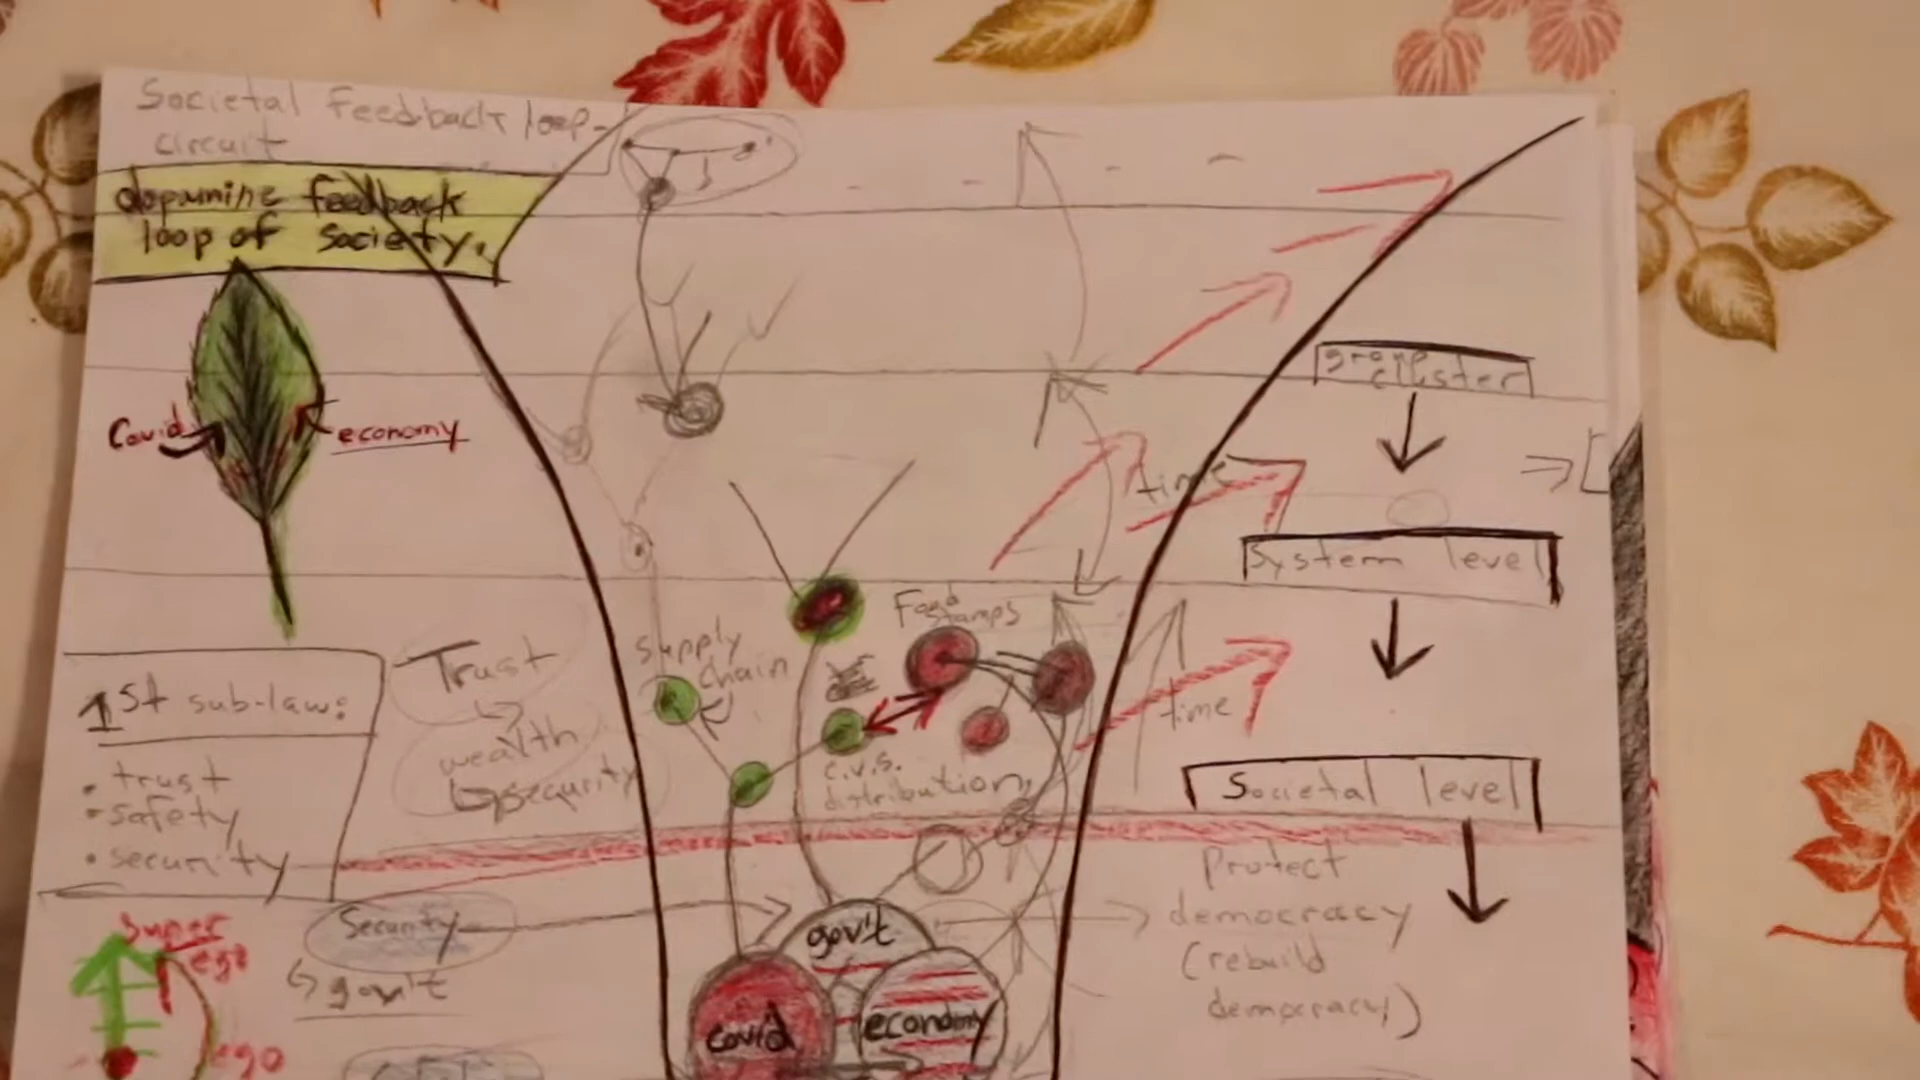 Societal Feedback loop-
circuit
dopamine feedback
loop of society.
Covid
economy
group
cluster
time
System level
Food
stamps
Supply
chain
Trust
wealth
security
1st sub-law:
• trust
• safety
• security
c.v.s.
distribution
time
Societal level
Protect
democracy
(rebuild
democracy)
Security
gov't
super
ego
ego
gov't
covid
economy